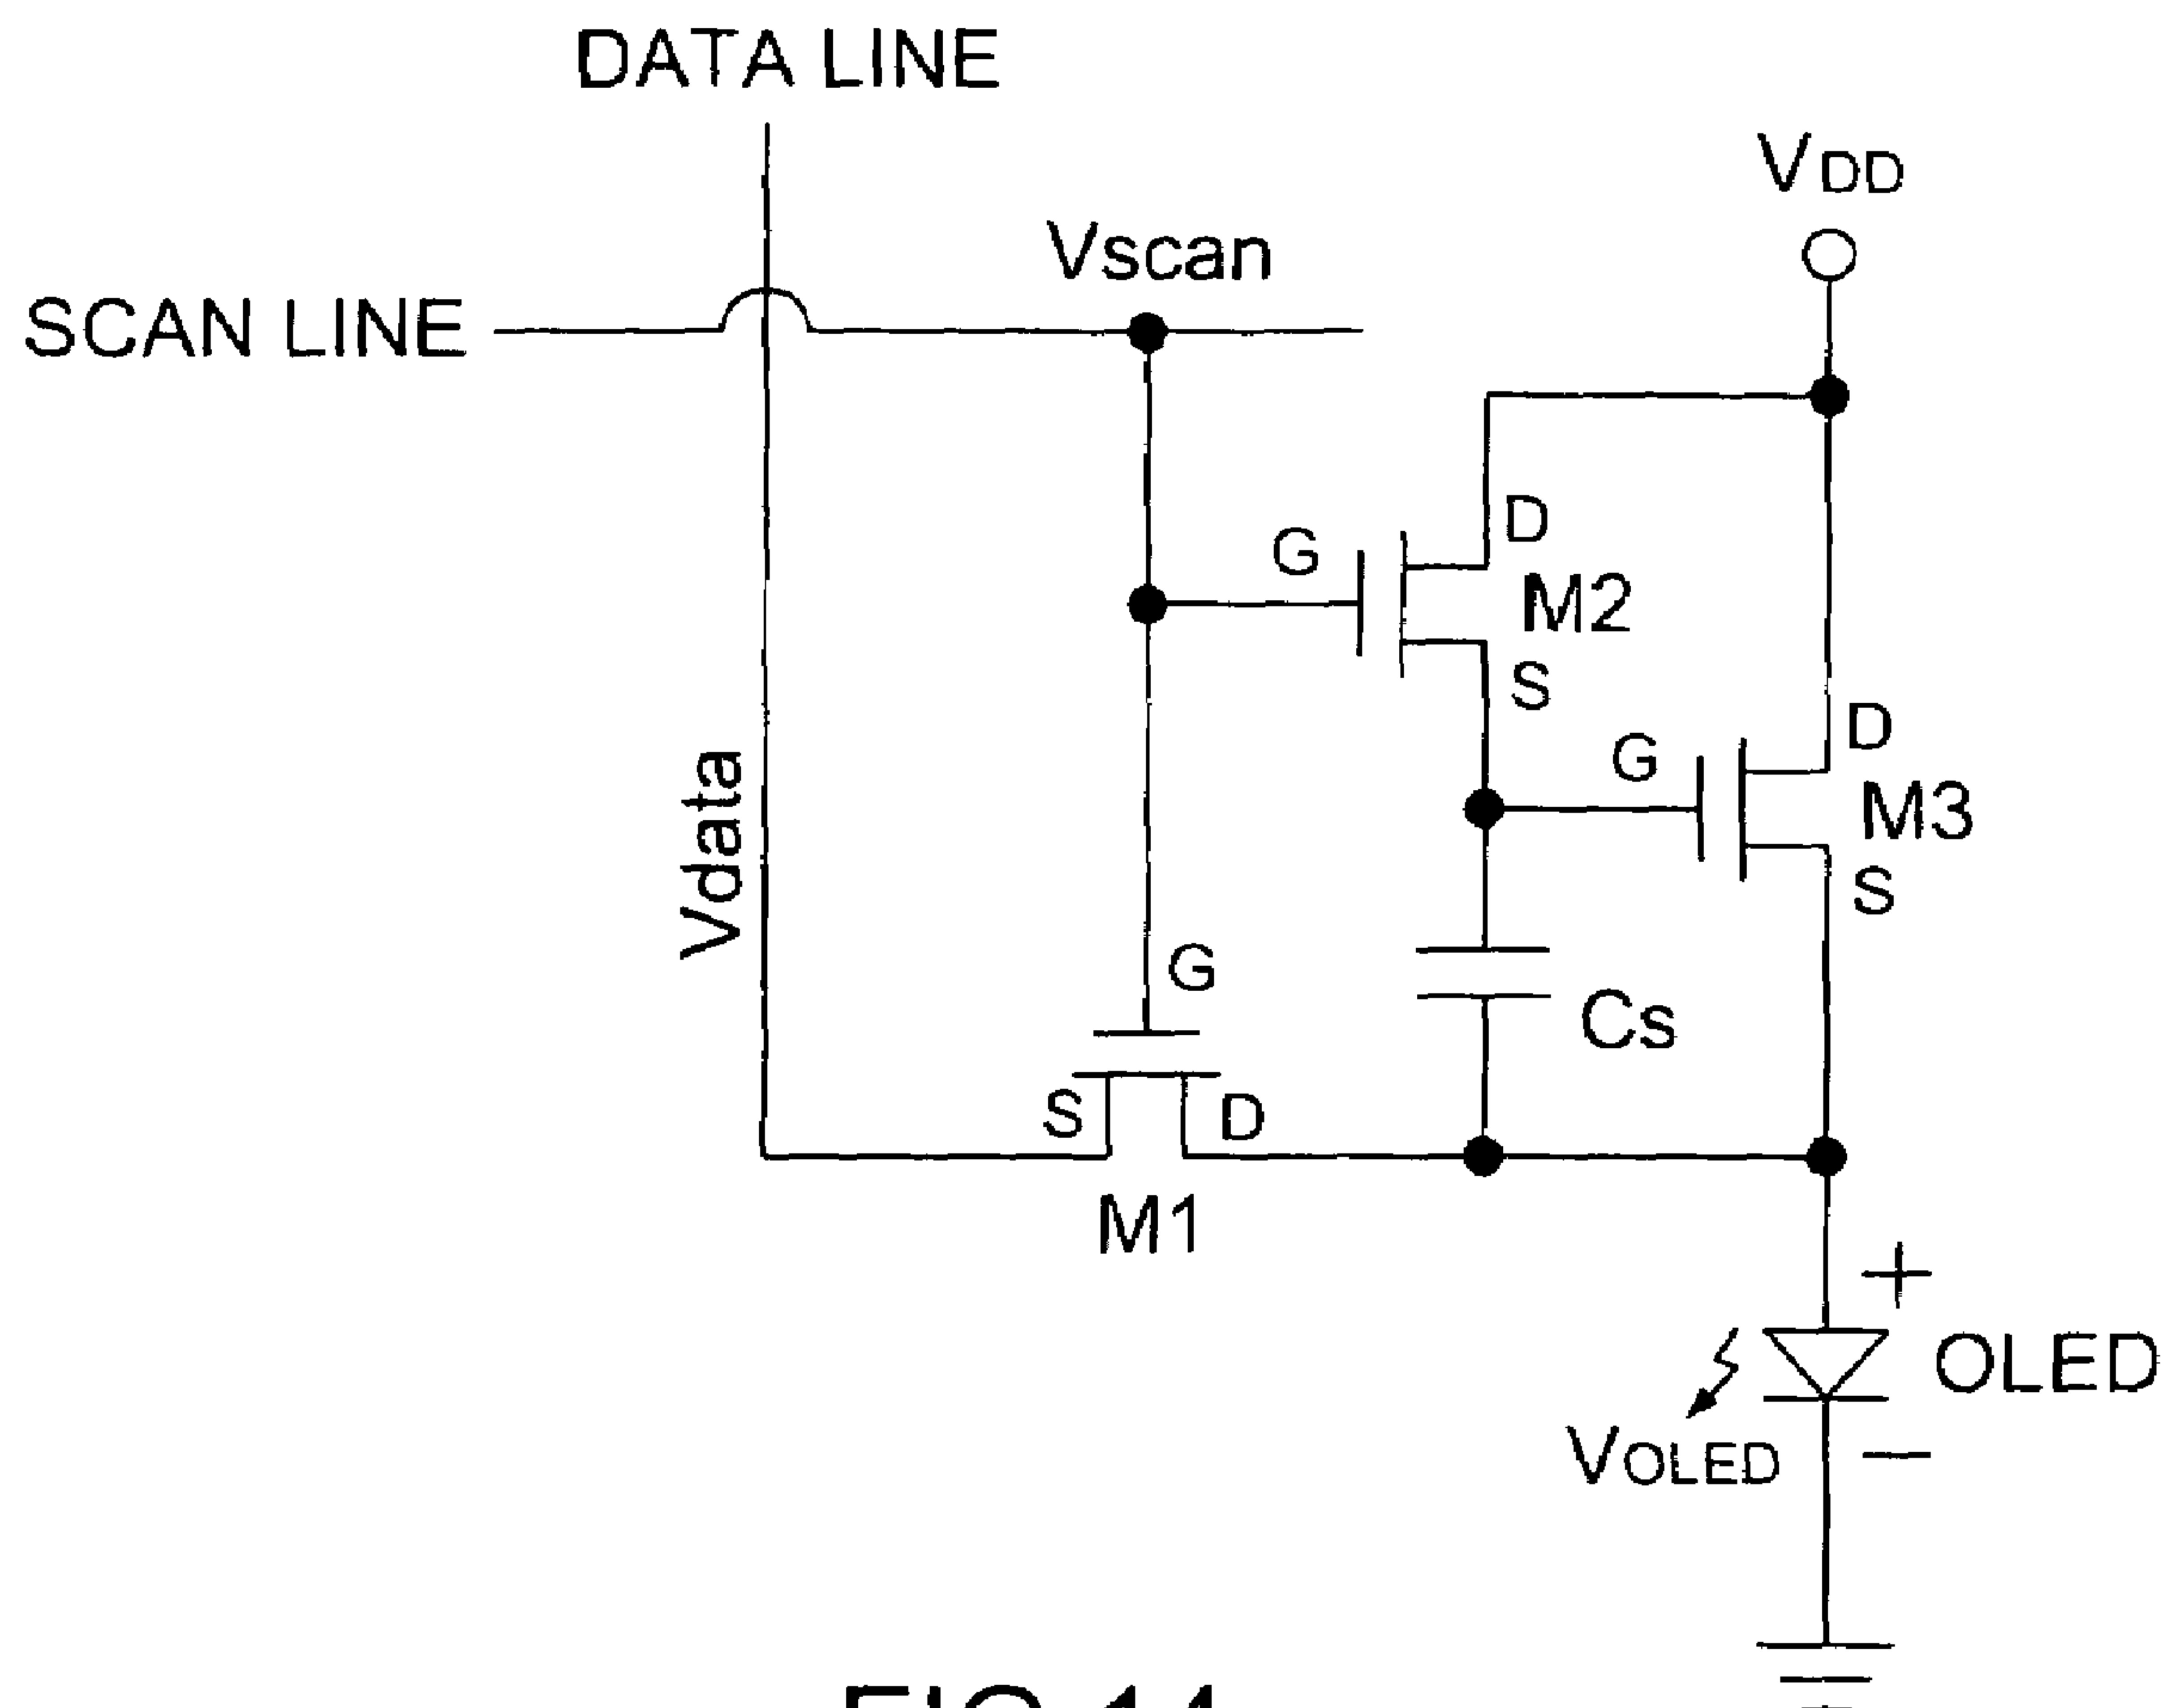 DATA LINE
VDD
Vscan
SCAN LINE
D
G
M2
S
D
G
M3
Vdata
S
G
Cs
S
D
M1
+
OLED
VOLED
−